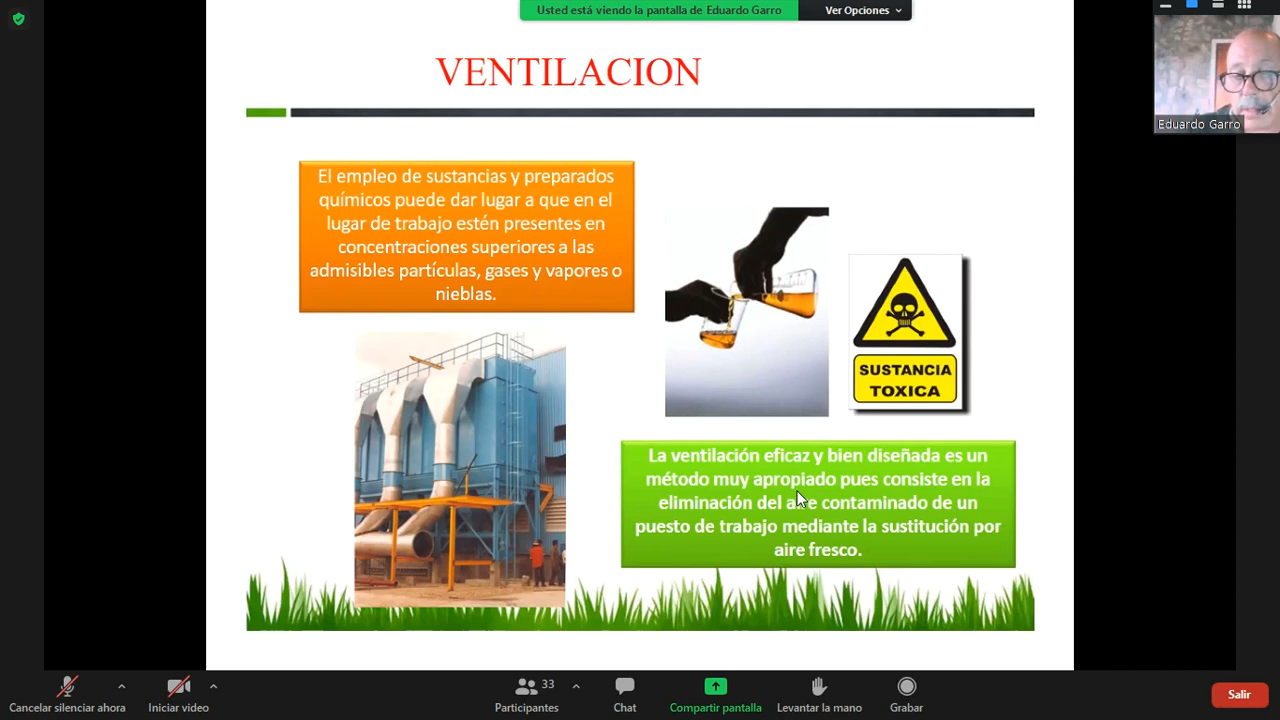 Usted está viendo la pantalla de Eduardo Garro
Ver Opciones
VENTILACION
Eduardo Garro
El empleo de sustancias y preparados
químicos puede dar lugar a que en el
lugar de trabajo estén presentes en
concentraciones superiores a las
admisibles partículas, gases y vapores o
nieblas.
SUSTANCIA
TOXICA
La ventilación eficaz y bien diseñada es un
método muy apropiado pues consiste en la
eliminación del aire contaminado de un
puesto de trabajo mediante la sustitución por
aire fresco.
Cancelar silenciar ahora
Iniciar video
33
Participantes
Chat
Compartir pantalla
Levantar la mano
Grabar
Salir